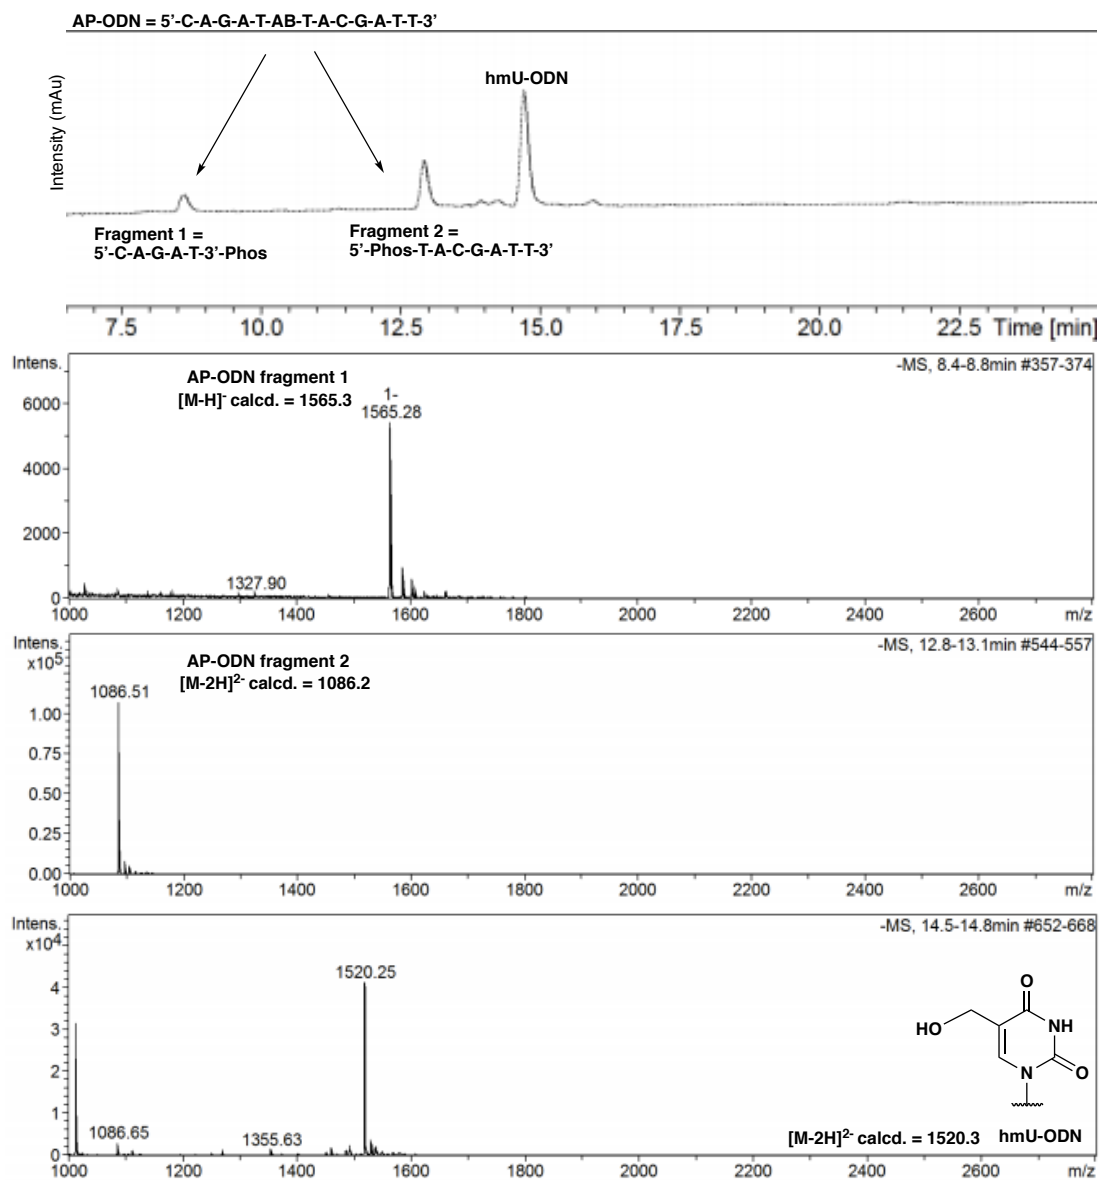 AP-ODN = 5'-C-A-G-A-T-AB-T-A-C-G-A-T-T-3'
Intensity (mAu)
hmU-ODN
Fragment 1 =
5'-C-A-G-A-T-3'-Phos
Fragment 2 =
5'-Phos-T-A-C-G-A-T-T-3'
7.5 10.0 12.5 15.0 17.5 20.0 22.5 Time [min]
Intens.
-MS, 8.4-8.8min #357-374
AP-ODN fragment 1
[M-H]- calcd. = 1565.3
1-
1565.28
6000
4000
2000
1327.90
0
1000 1200 1400 1600 1800 2000 2200 2400 2600 m/z
Intens.
x10^5
-MS, 12.8-13.1min #544-557
AP-ODN fragment 2
[M-2H]2- calcd. = 1086.2
1086.51
1.00
0.75
0.50
0.25
0.00
1000 1200 1400 1600 1800 2000 2200 2400 2600 m/z
Intens.
x10^4
-MS, 14.5-14.8min #652-668
1520.25
4
3
2
1
0
1086.65
1355.63
O
HO
NH
N
O
[M-2H]2- calcd. = 1520.3 hmU-ODN
1000 1200 1400 1600 1800 2000 2200 2400 2600 m/z